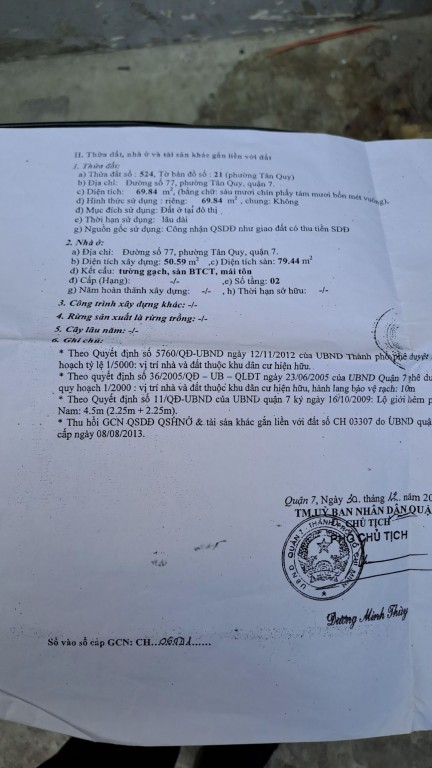 II. Thửa đất, nhà ở và tài sản khác gắn liền với đất
1. Thửa đất:
a) Thửa đất số : 524, Tờ bản đồ số : 21 (phường Tân Quy)
b) Địa chỉ: Đường số 77, phường Tân Quy, quận 7.
c) Diện tích: 69.84 m², (bằng chữ: sáu mươi chín phẩy tám mươi bốn mét vuông).
d) Hình thức sử dụng : riêng: 69.84 m² , chung: Không
đ) Mục đích sử dụng: Đất ở tại đô thị
e) Thời hạn sử dụng: lâu dài
g) Nguồn gốc sử dụng: Công nhận QSDĐ như giao đất có thu tiền SDĐ
2. Nhà ở:
a) Địa chỉ: Đường số 77, phường Tân Quy, quận 7.
b) Diện tích xây dựng: 50.59 m² ,c) Diện tích sàn: 79.44 m²
d) Kết cấu: tường gạch, sàn BTCT, mái tôn
đ) Cấp (Hạng): -/- ,e) Số tầng: 02
g) Năm hoàn thành xây dựng: -/- , h) Thời hạn sở hữu: -/-
3. Công trình xây dựng khác: -/-
4. Rừng sản xuất là rừng trồng: -/-
5. Cây lâu năm: -/-
6. Ghi chú:
* Theo Quyết định số 5760/QĐ-UBND ngày 12/11/2012 của UBND Thành phố phê duyệt
hoạch tỷ lệ 1/5000: vị trí nhà và đất thuộc khu dân cư hiện hữu.
* Theo quyết định số 36/2005/QĐ – UB – QLĐT ngày 23/06/2005 của UBND Quận 7 phê du
quy hoạch 1/2000 : vị trí nhà và đất thuộc khu dân cư hiện hữu, hành lang bảo vệ rạch: 10m
* Theo Quyết định số 11/QĐ-UBND của UBND quận 7 ký ngày 16/10/2009: Lộ giới hẻm p
Nam: 4.5m (2.25m + 2.25m).
* Thu hồi GCN QSDĐ QSHNỞ & tài sản khác gắn liền với đất số CH 03307 do UBND quận
cấp ngày 08/08/2013.
Quận 7, Ngày 30 tháng 12 năm 20
TM.UỶ BAN NHÂN DÂN QUẬ
CHỦ TỊCH
PHÓ CHỦ TỊCH
Dương Minh Thùy
Số vào sổ cấp GCN: CH